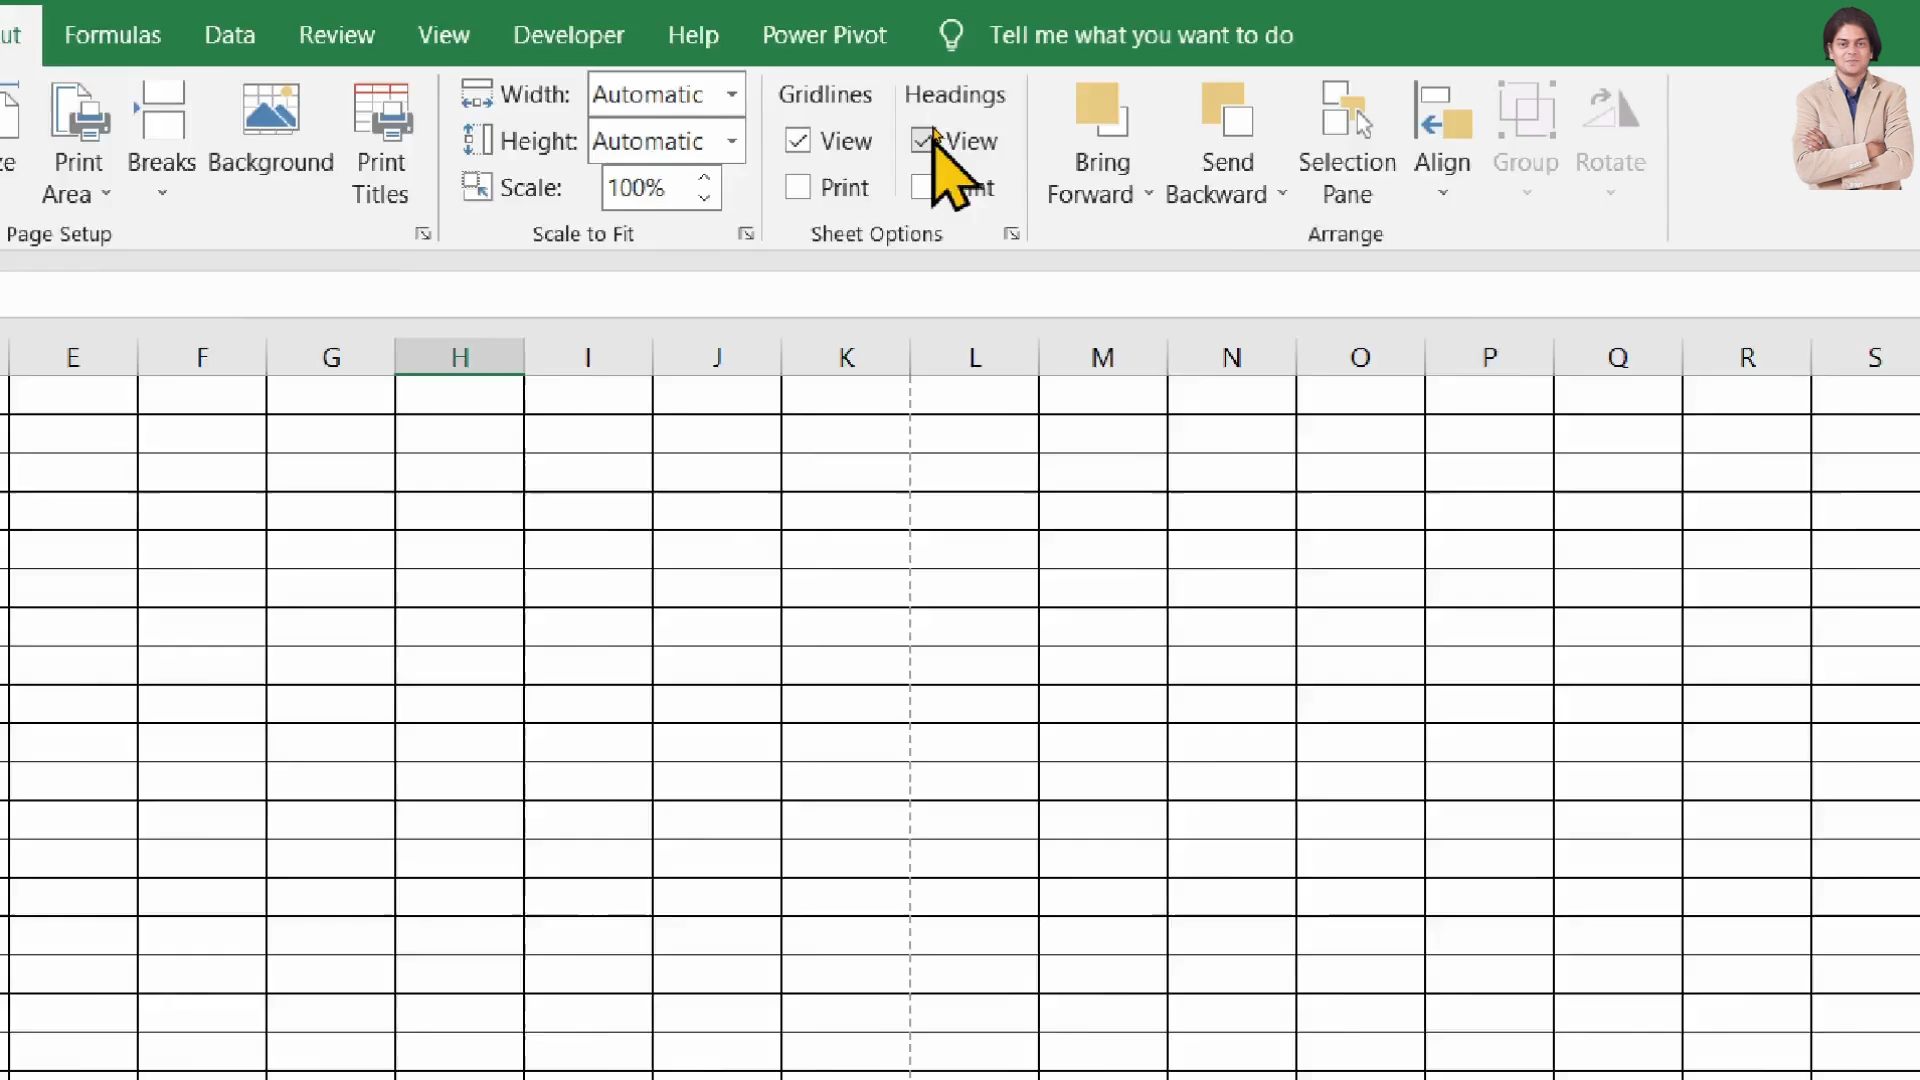 ut Formulas Data Review View Developer Help Power Pivot Tell me what you want to do
Width: Automatic
Height: Automatic
Scale: 100%
Gridlines
View
Print
Headings
View
ze
Print Area
Breaks
Background
Print Titles
Bring Forward
Send Backward
Selection Pane
Align
Group
Rotate
Page Setup
Scale to Fit
Sheet Options
Arrange
E F G H I J K L M N O P Q R S